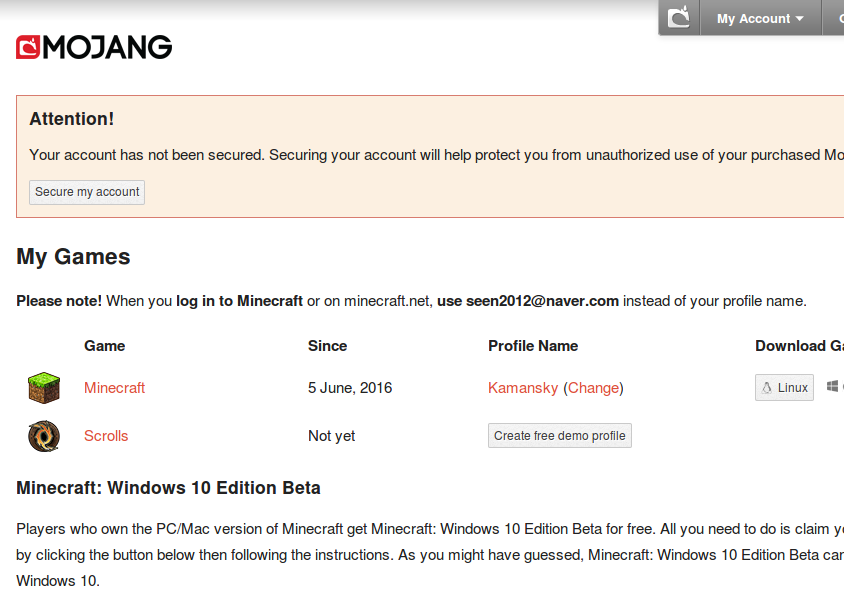 My Account
MOJANG
Attention!
Your account has not been secured. Securing your account will help protect you from unauthorized use of your purchased Mo
Secure my account
My Games
Please note! When you log in to Minecraft or on minecraft.net, use seen2012@naver.com instead of your profile name.
Game Since Profile Name Download Ga
Minecraft 5 June, 2016 Kamansky (Change) Linux
Scrolls Not yet Create free demo profile
Minecraft: Windows 10 Edition Beta
Players who own the PC/Mac version of Minecraft get Minecraft: Windows 10 Edition Beta for free. All you need to do is claim y
by clicking the button below then following the instructions. As you might have guessed, Minecraft: Windows 10 Edition Beta can
Windows 10.